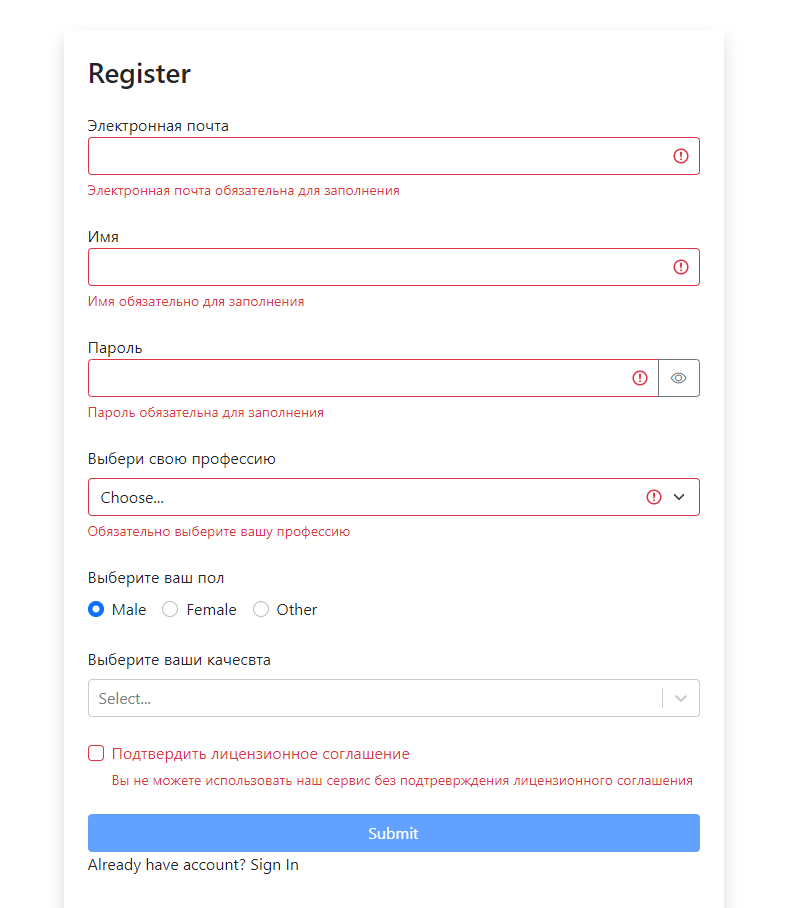 Register
Электронная почта
Электронная почта обязательна для заполнения
Имя
Имя обязательно для заполнения
Пароль
Пароль обязательна для заполнения
Выбери свою профессию
Choose...
Обязательно выберите вашу профессию
Выберите ваш пол
Male Female Other
Выберите ваши качесвта
Select...
Подтвердить лицензионное соглашение
Вы не можете использовать наш сервис без подтреврждения лицензионного соглашения
Submit
Already have account? Sign In